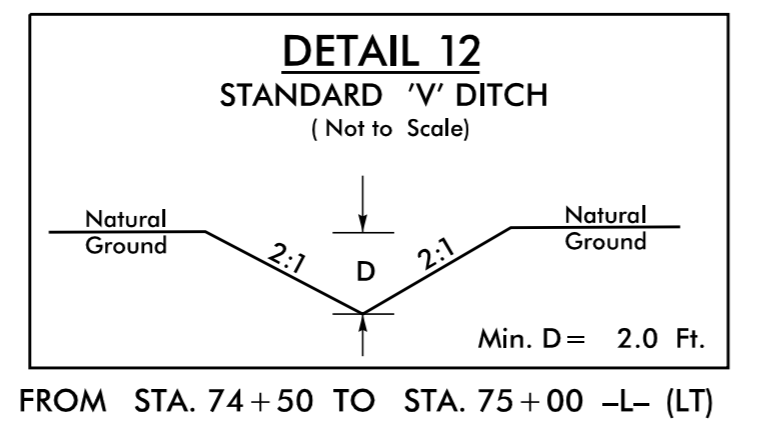 DETAIL 12
STANDARD 'V' DITCH
( Not to Scale)
Natural
Ground
2:1
D
2:1
Natural
Ground
Min. D= 2.0 Ft.
FROM STA. 74+50 TO STA. 75+00 -L- (LT)